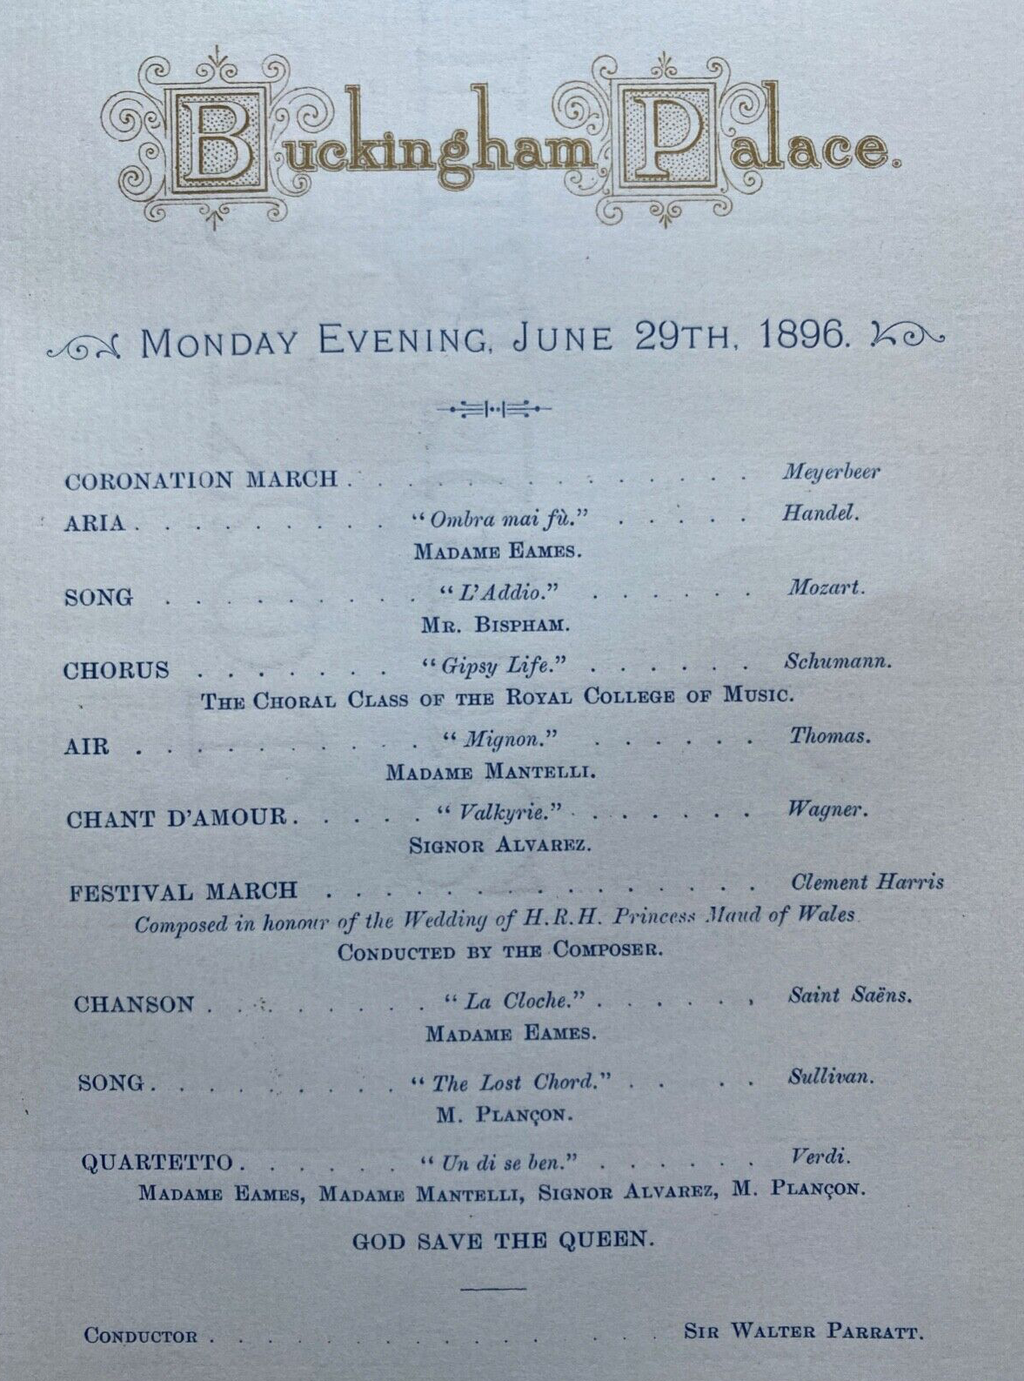 Buckingham Palace.
MONDAY EVENING, JUNE 29TH, 1896.
CORONATION MARCH . . . . . . . . . . . . . . Meyerbeer
ARIA . . . . . . . . . "Ombra mai fù." . . . . . Handel.
MADAME EAMES.
SONG . . . . . . . . . "L'Addio." . . . . . . Mozart.
MR. BISPHAM.
CHORUS . . . . . . . "Gipsy Life." . . . . . . Schumann.
THE CHORAL CLASS OF THE ROYAL COLLEGE OF MUSIC.
AIR . . . . . . . . . . "Mignon." . . . . . . Thomas.
MADAME MANTELLI.
CHANT D'AMOUR . . . . . "Valkyrie." . . . . . . . Wagner.
SIGNOR ALVAREZ.
FESTIVAL MARCH . . . . . . . . . . . . . . . Clement Harris
Composed in honour of the Wedding of H.R.H. Princess Maud of Wales
CONDUCTED BY THE COMPOSER.
CHANSON . . . . . . . . "La Cloche." . . . . . . Saint Saëns.
MADAME EAMES.
SONG . . . . . . . . . "The Lost Chord." . . . . Sullivan.
M. PLANÇON.
QUARTETTO . . . . . . "Un di se ben." . . . . . . Verdi.
MADAME EAMES, MADAME MANTELLI, SIGNOR ALVAREZ, M. PLANÇON.
GOD SAVE THE QUEEN.
CONDUCTOR . . . . . . . . . . . . . . SIR WALTER PARRATT.